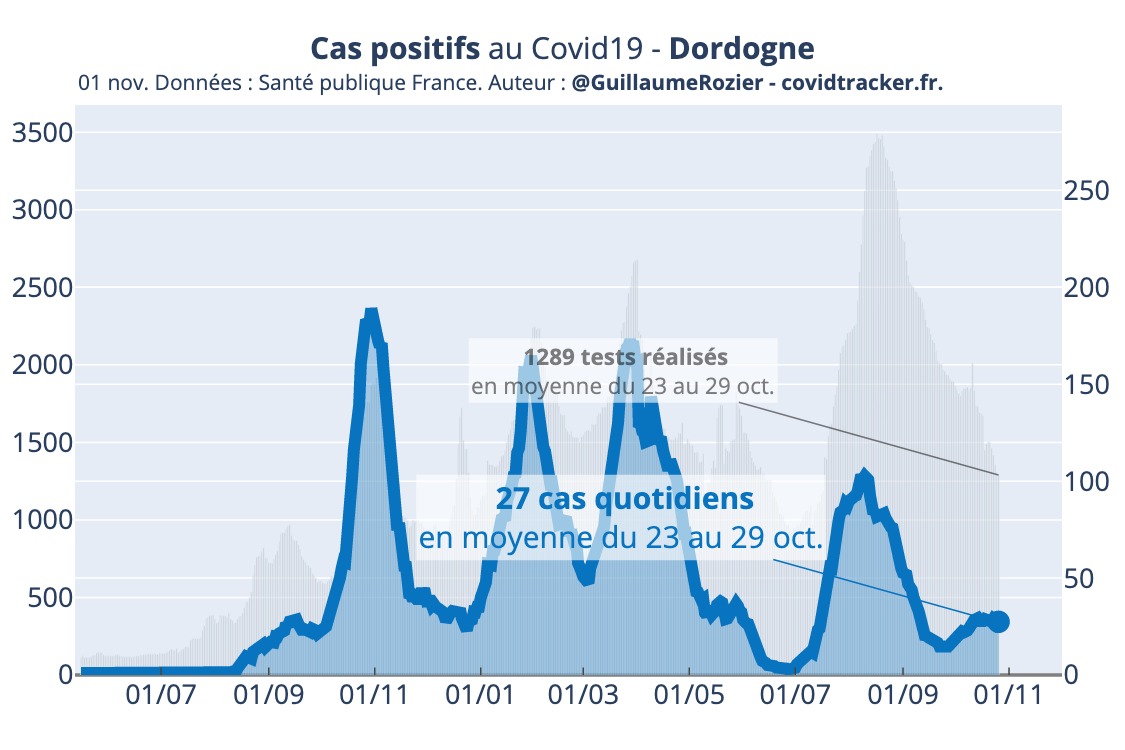 Cas positifs au Covid19 - Dordogne
01 nov. Données : Santé publique France. Auteur : @GuillaumeRozier - covidtracker.fr.
3500
3000
2500
2000
1500
1000
500
0
250
200
150
100
50
0
1289 tests réalisés
en moyenne du 23 au 29 oct.
27 cas quotidiens
en moyenne du 23 au 29 oct.
01/07 01/09 01/11 01/01 01/03 01/05 01/07 01/09 01/11